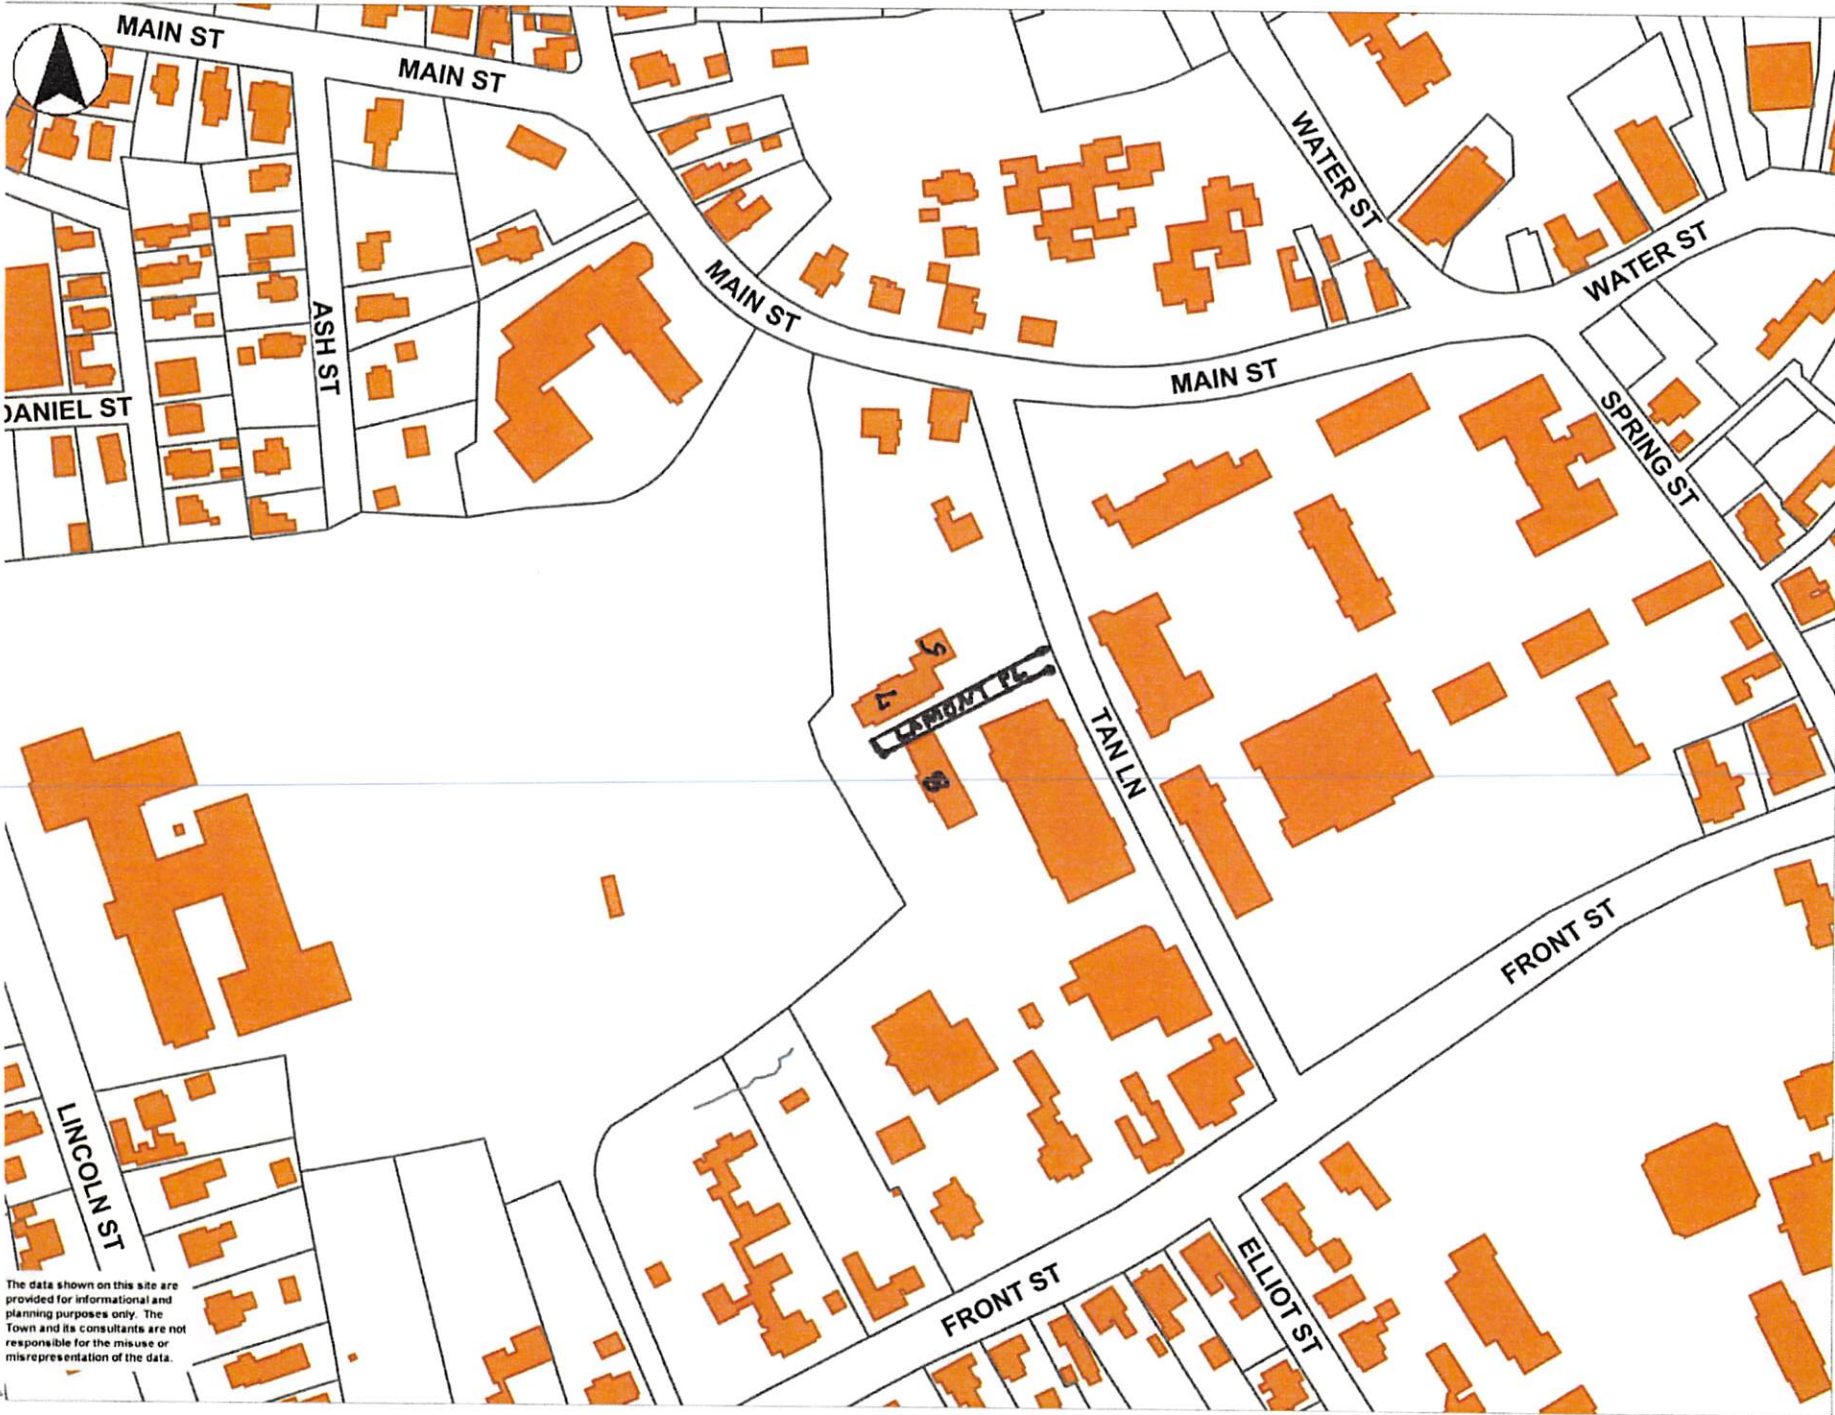 MAIN ST
MAIN ST
WATER ST
WATER ST
MAIN ST
ASH ST
MAIN ST
DANIEL ST
SPRING ST
5
7
LAMONT PL
8
TAN LN
FRONT ST
LINCOLN ST
FRONT ST
ELLIOT ST
The data shown on this site are
provided for informational and
planning purposes only. The
Town and its consultants are not
responsible for the misuse or
misrepresentation of the data.